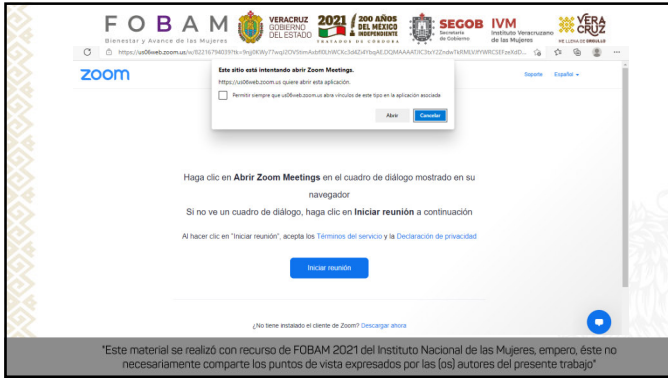 FOBAM
Bienestar y Avance de las Mujeres
VERACRUZ
GOBIERNO
DEL ESTADO
2021 200 AÑOS
DEL MÉXICO
INDEPENDIENTE
TRATADOS DE CÓRDOBA
SEGOB
Secretaría
de Gobierno
IVM
Instituto Veracruzano
de las Mujeres
VERA
CRUZ
ME LLENA DE ORGULLO
zoom
Soporte Español
Este sitio está intentando abrir Zoom Meetings.
https://us06web.zoom.us quiere abrir esta aplicación.
Permitir siempre que us06web.zoom.us abra vínculos de este tipo en la aplicación asociada
Abrir Cancelar
Haga clic en Abrir Zoom Meetings en el cuadro de diálogo mostrado en su
navegador
Si no ve un cuadro de diálogo, haga clic en Iniciar reunión a continuación
Al hacer clic en "Iniciar reunión", acepta los Términos del servicio y la Declaración de privacidad
Iniciar reunión
¿No tiene instalado el cliente de Zoom? Descargar ahora
"Este material se realizó con recurso de FOBAM 2021 del Instituto Nacional de las Mujeres, empero, éste no
necesariamente comparte los puntos de vista expresados por las (os) autores del presente trabajo"